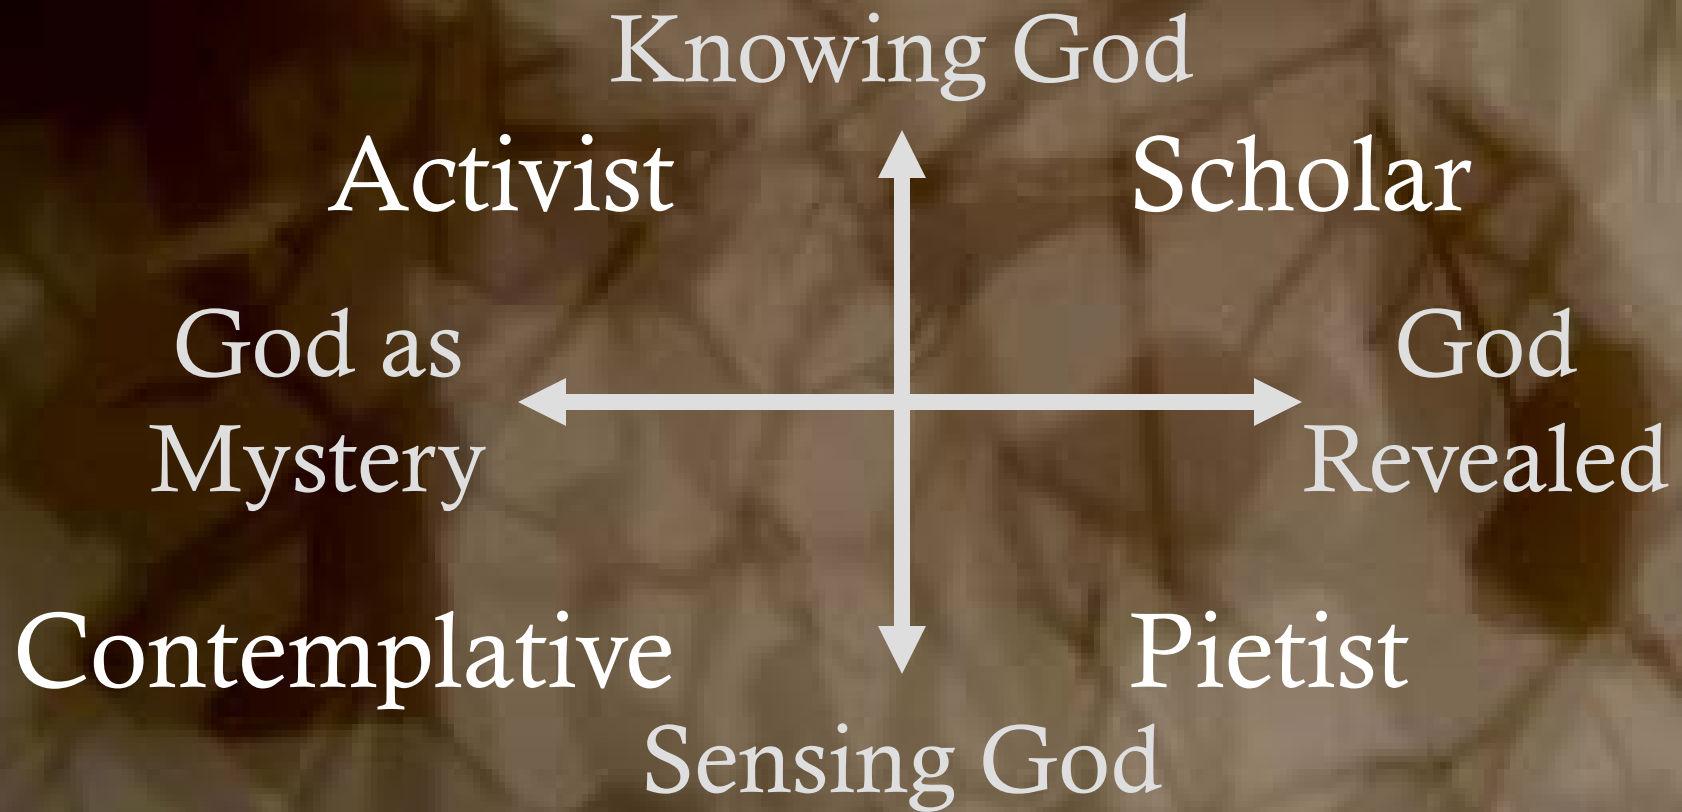 Knowing God
Activist
Scholar
God as
Mystery
God
Revealed
Contemplative
Pietist
Sensing God